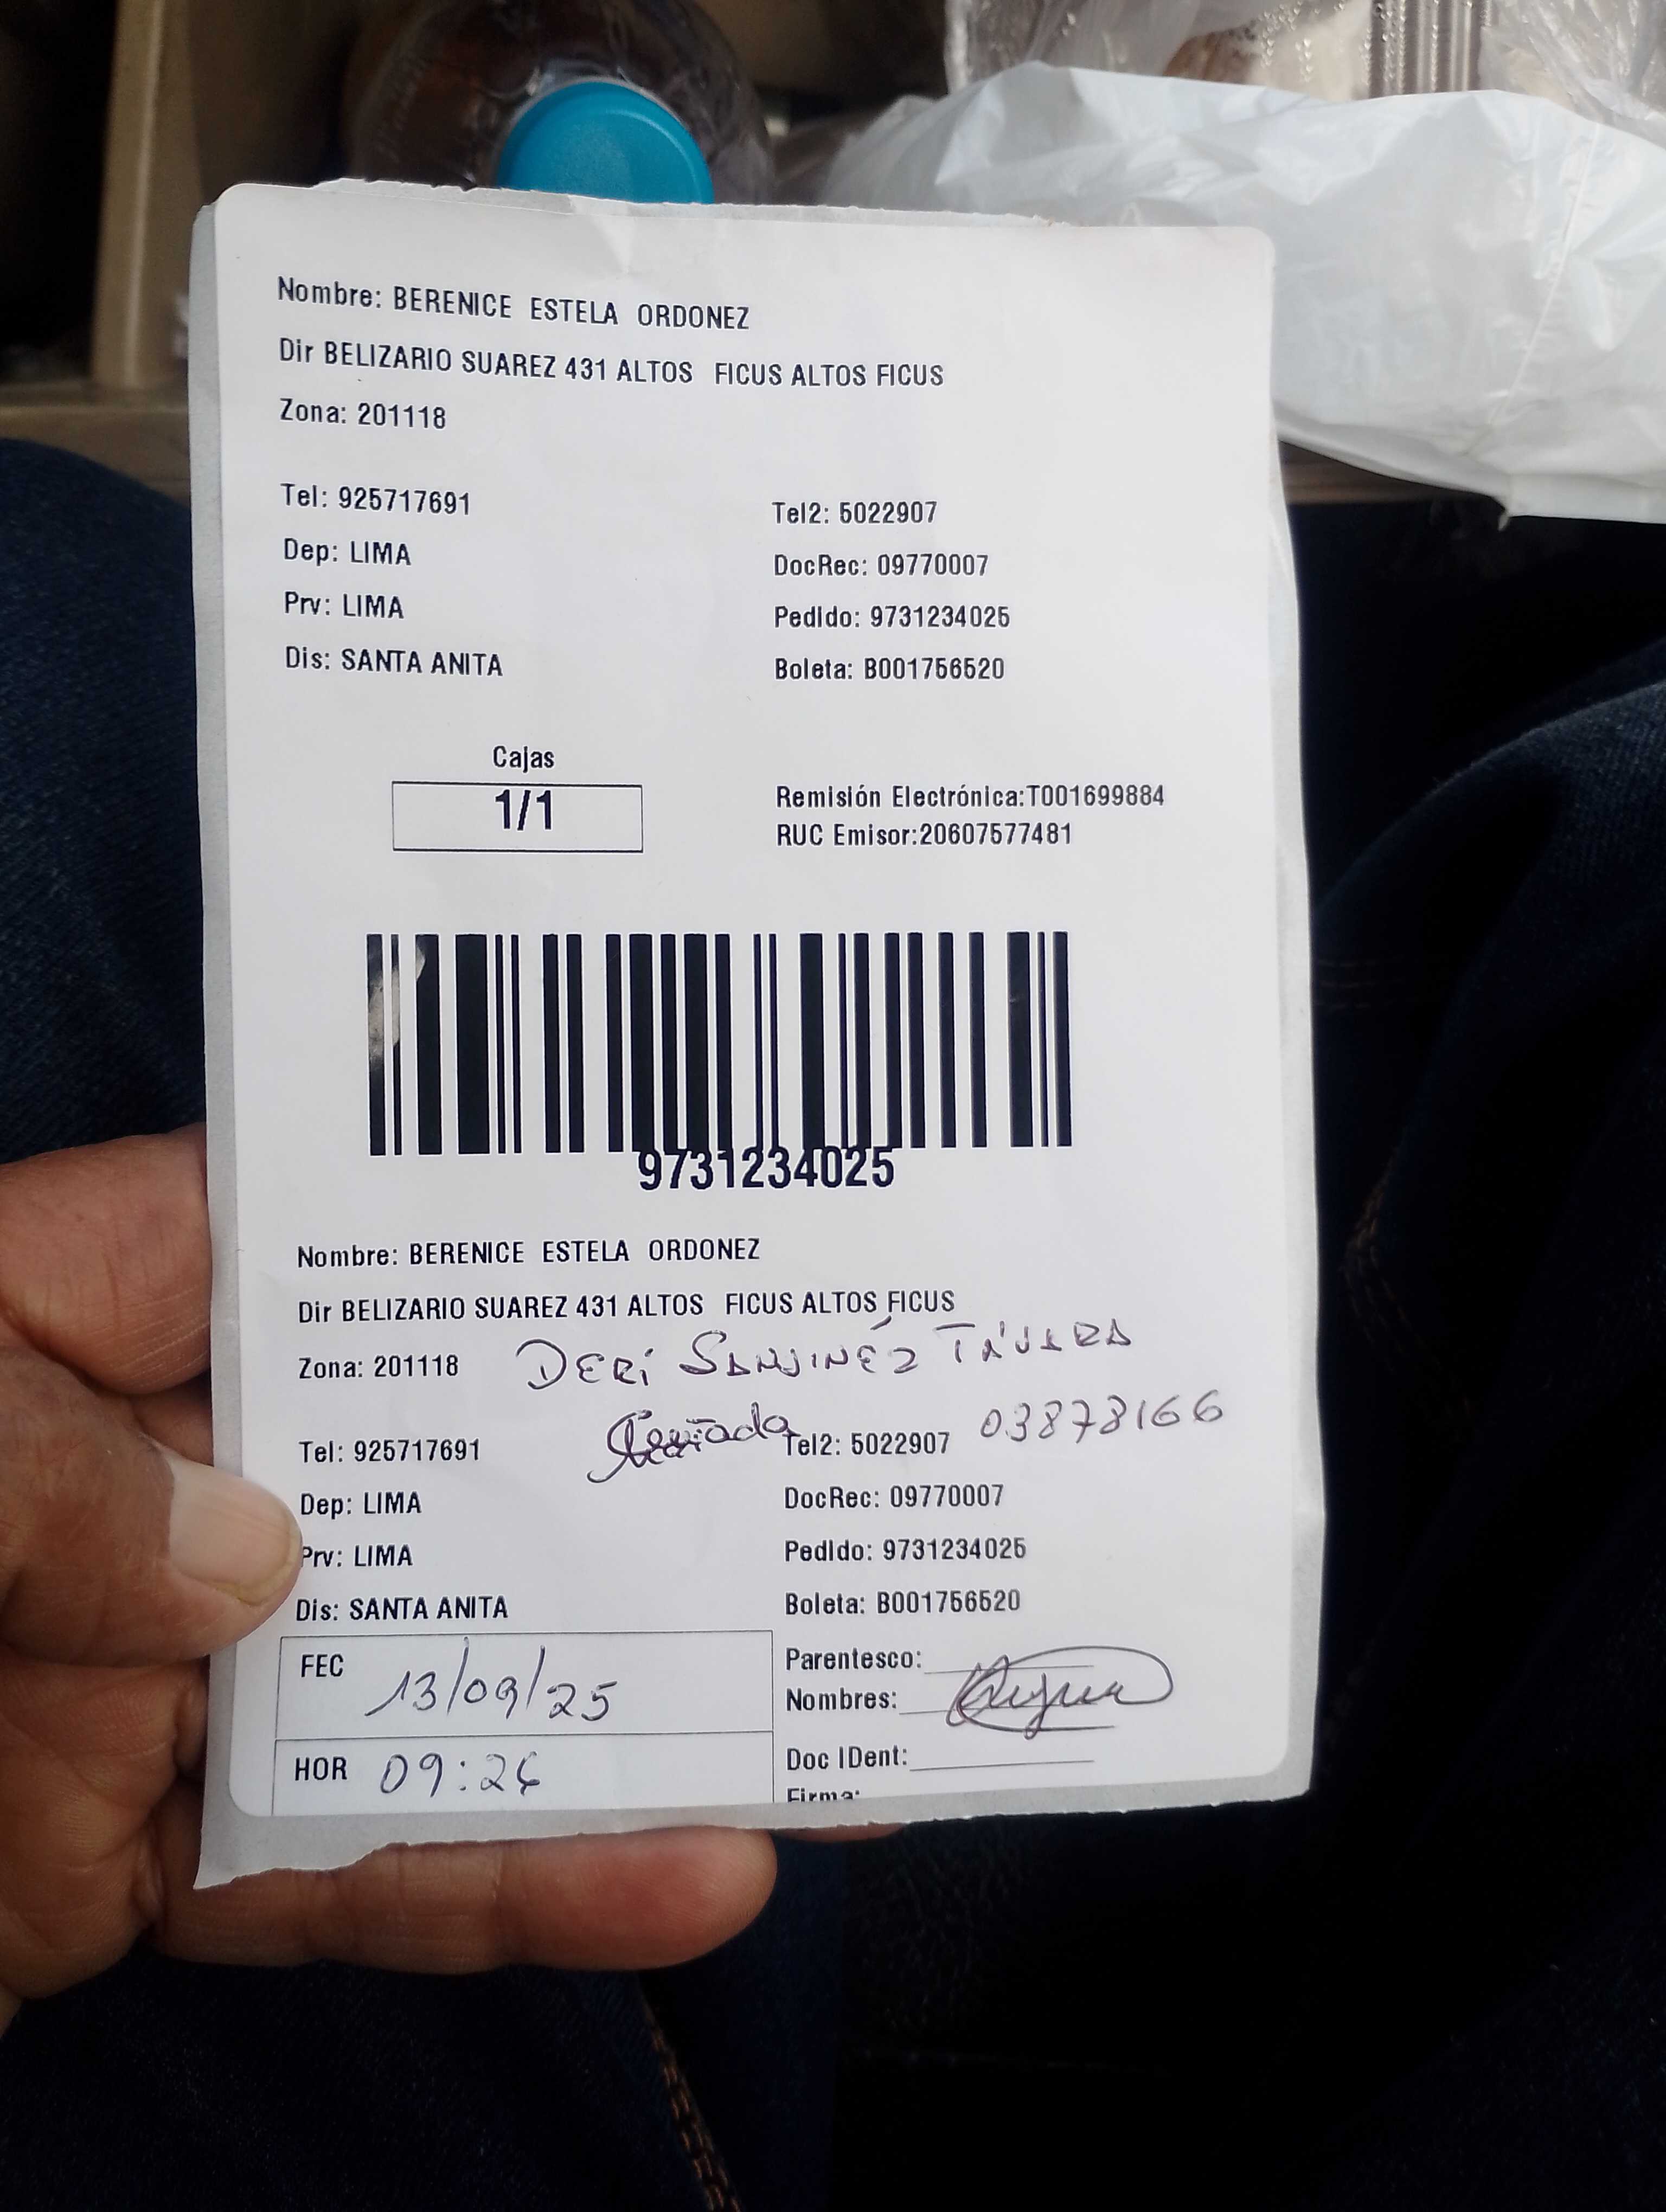 Nombre: BERENICE ESTELA ORDONEZ
Dir BELIZARIO SUAREZ 431 ALTOS FICUS ALTOS FICUS
Zona: 201118
Tel: 925717691 Tel2: 5022907
Dep: LIMA DocRec: 09770007
Prv: LIMA Pedido: 9731234025
Dis: SANTA ANITA Boleta: B001756520
Cajas
1/1
Remisión Electrónica:T001699884
RUC Emisor:20607577481
9731234025
Nombre: BERENICE ESTELA ORDONEZ
Dir BELIZARIO SUAREZ 431 ALTOS FICUS ALTOS FICUS
Zona: 201118 DERÍ SANJINÉZ TÁVARA
Tel: 925717691 Tel2: 5022907 03878166
Dep: LIMA DocRec: 09770007
Prv: LIMA Pedido: 9731234025
Dis: SANTA ANITA Boleta: B001756520
FEC 13/09/25 Parentesco:
Nombres:
HOR 09:26 Doc IDent:
Firma: